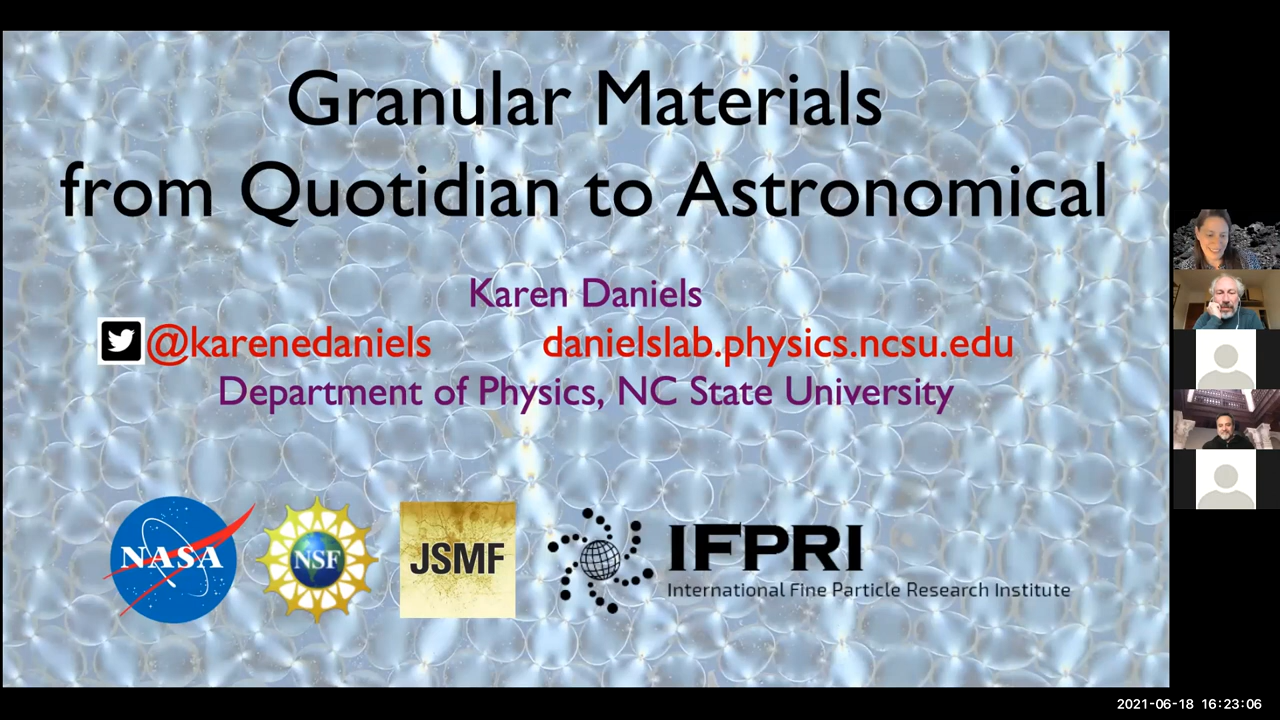 Granular Materials
from Quotidian to Astronomical
Karen Daniels
@karenedaniels danielslab.physics.ncsu.edu
Department of Physics, NC State University
NASA NSF JSMF IFPRI
International Fine Particle Research Institute
2021-06-18 16:23:06